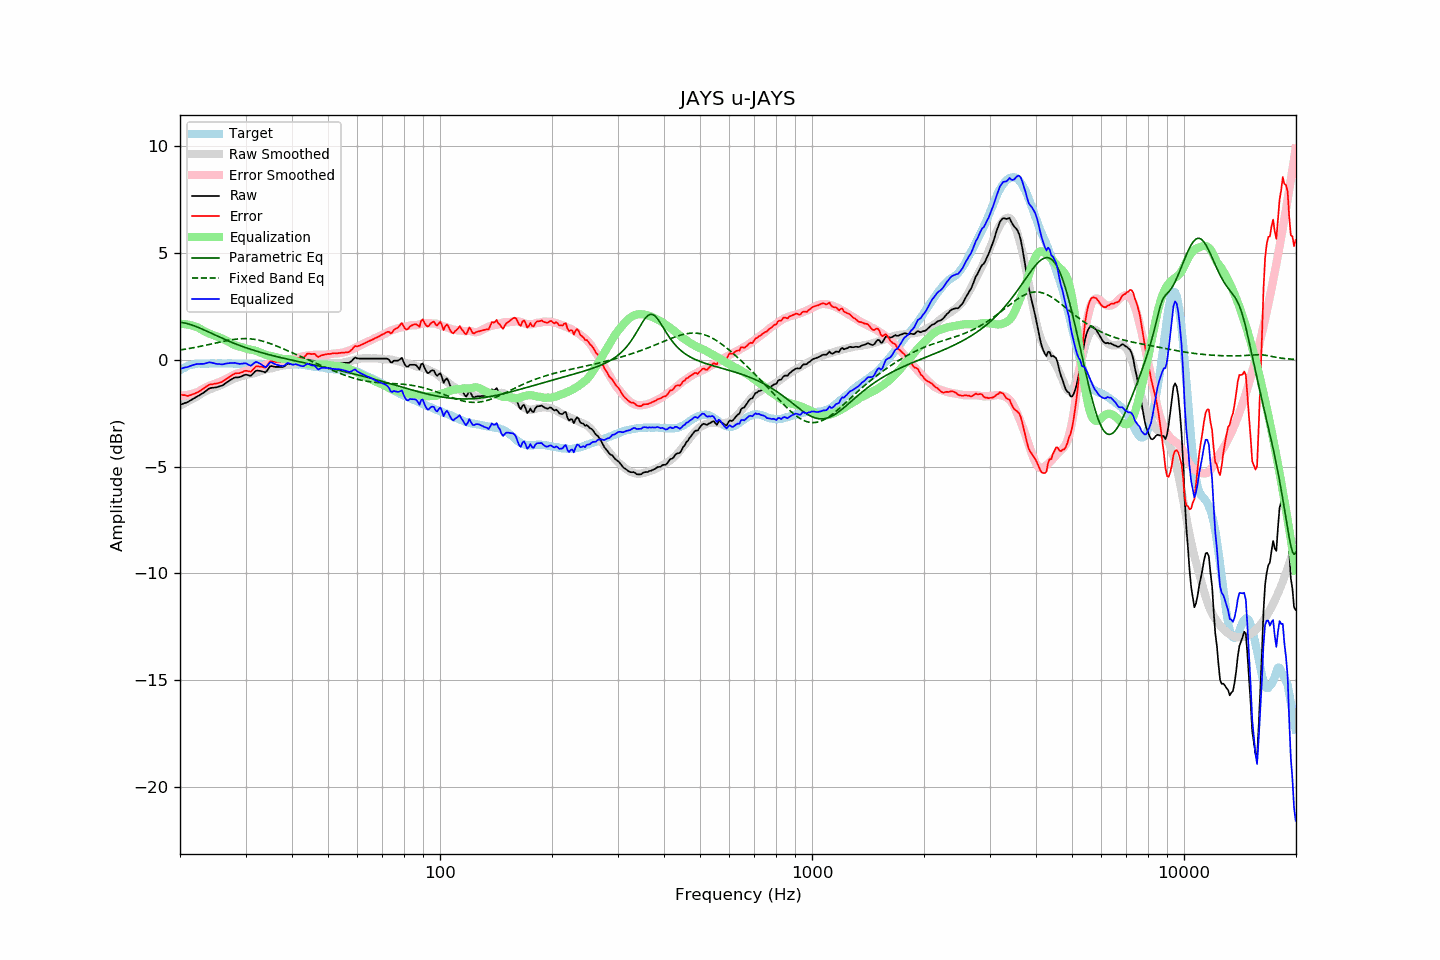 JAYS u-JAYS
Target
Raw Smoothed
Error Smoothed
Raw
Error
Equalization
Parametric Eq
Fixed Band Eq
Equalized
10
5
0
−5
−10
−15
−20
Amplitude (dBr)
100
1000
10000
Frequency (Hz)